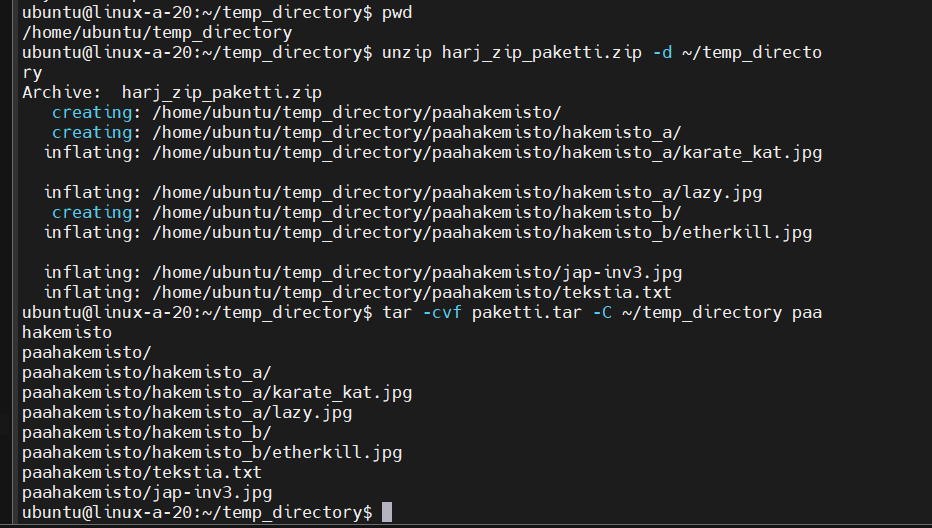 ubuntu@linux-a-20:~/temp_directory$ pwd
/home/ubuntu/temp_directory
ubuntu@linux-a-20:~/temp_directory$ unzip harj_zip_paketti.zip -d ~/temp_directo
ry
Archive:  harj_zip_paketti.zip
   creating: /home/ubuntu/temp_directory/paahakemisto/
   creating: /home/ubuntu/temp_directory/paahakemisto/hakemisto_a/
  inflating: /home/ubuntu/temp_directory/paahakemisto/hakemisto_a/karate_kat.jpg
  inflating: /home/ubuntu/temp_directory/paahakemisto/hakemisto_a/lazy.jpg
   creating: /home/ubuntu/temp_directory/paahakemisto/hakemisto_b/
  inflating: /home/ubuntu/temp_directory/paahakemisto/hakemisto_b/etherkill.jpg
  inflating: /home/ubuntu/temp_directory/paahakemisto/jap-inv3.jpg
  inflating: /home/ubuntu/temp_directory/paahakemisto/tekstia.txt
ubuntu@linux-a-20:~/temp_directory$ tar -cvf paketti.tar -C ~/temp_directory paa
hakemisto
paahakemisto/
paahakemisto/hakemisto_a/
paahakemisto/hakemisto_a/karate_kat.jpg
paahakemisto/hakemisto_a/lazy.jpg
paahakemisto/hakemisto_b/
paahakemisto/hakemisto_b/etherkill.jpg
paahakemisto/tekstia.txt
paahakemisto/jap-inv3.jpg
ubuntu@linux-a-20:~/temp_directory$